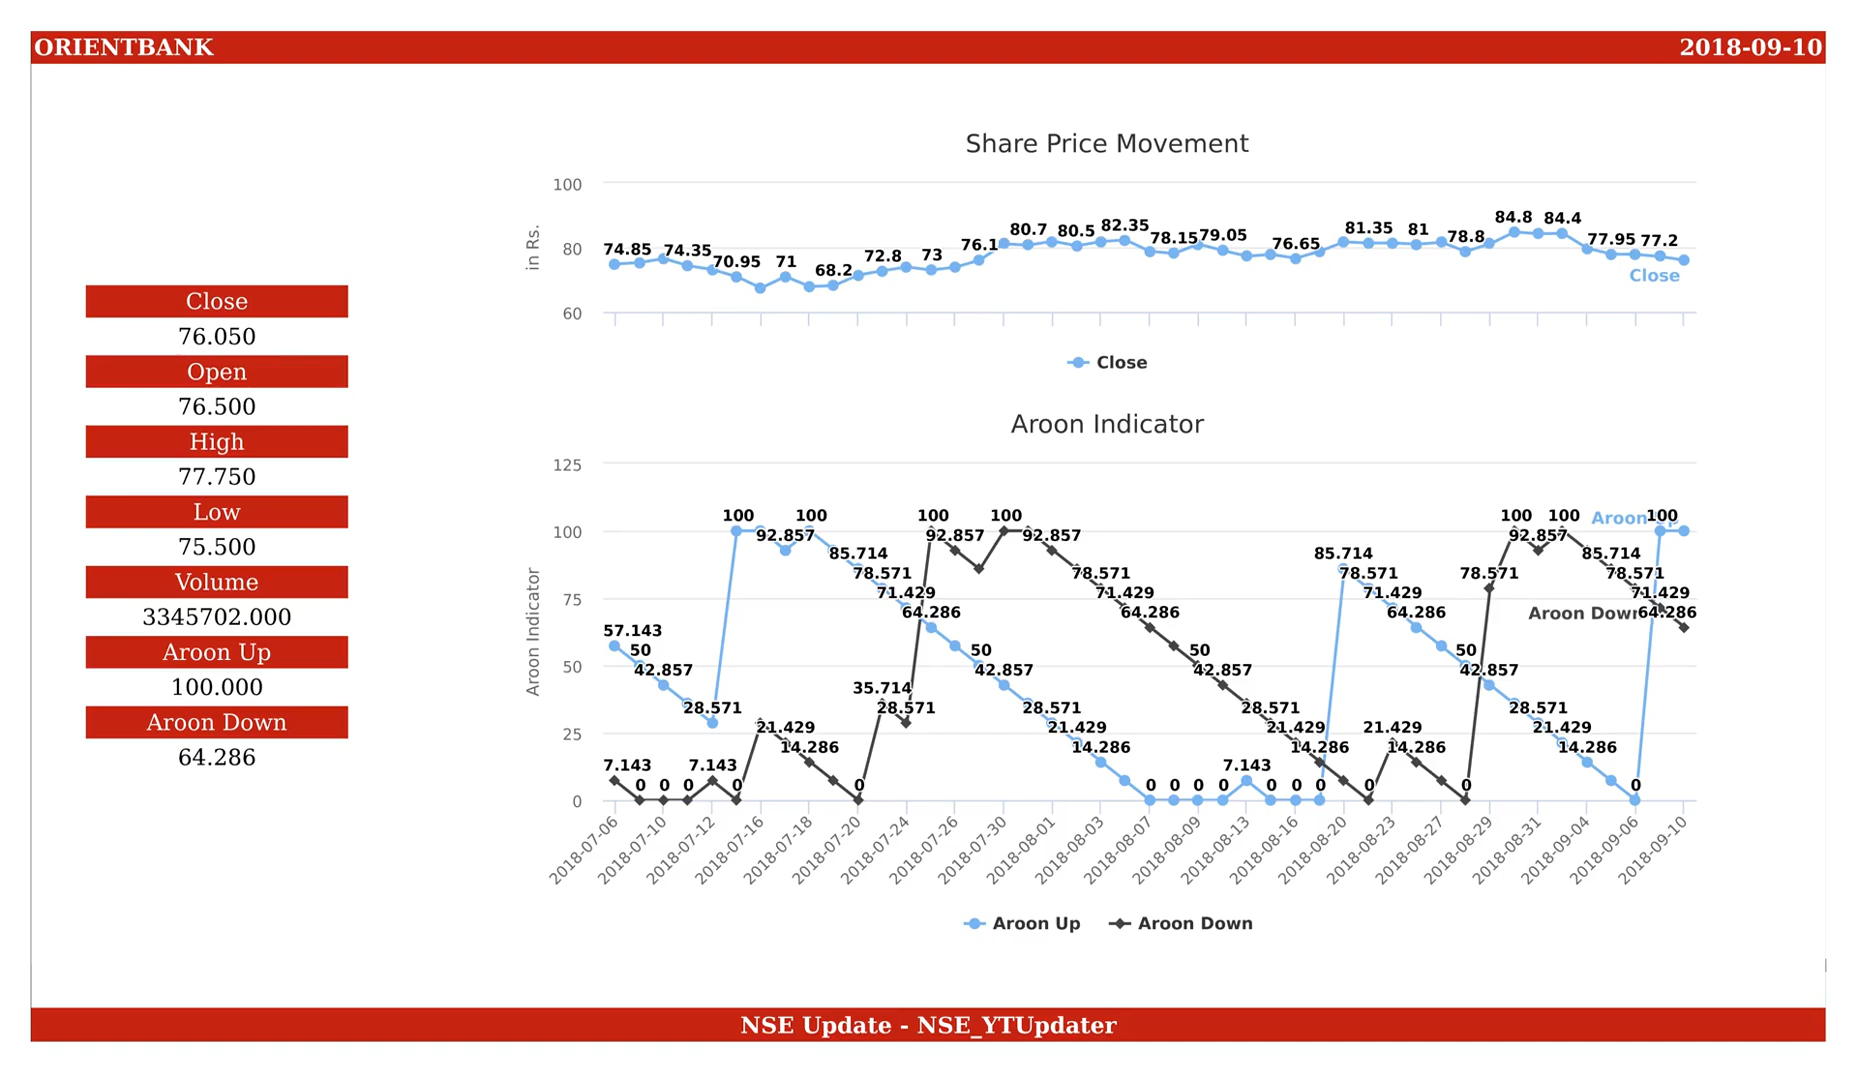 ORIENTBANK 2018-09-10
Close
76.050
Open
76.500
High
77.750
Low
75.500
Volume
3345702.000
Aroon Up
100.000
Aroon Down
64.286
Share Price Movement
in Rs.
100
80
60
74.85 74.35 70.95 71 68.2 72.8 73 76.1 80.7 80.5 82.35 78.15 79.05 76.65 81.35 81 78.8 84.8 84.4 77.95 77.2
Close
Close
Aroon Indicator
Aroon Indicator
125
100
75
50
25
0
100 100 100 100 100 100 100
Aroon Up
92.857 92.857 92.857 92.857
85.714 85.714 85.714
78.571 78.571 78.571 78.571 78.571
71.429 71.429 71.429 71.429
64.286 64.286 64.286 64.286
Aroon Down
57.143
50 50 50 50
42.857 42.857 42.857 42.857
35.714
28.571 28.571 28.571 28.571 28.571
21.429 21.429 21.429 21.429 21.429
14.286 14.286 14.286 14.286 14.286
7.143 7.143 7.143
0 0 0 0 0 0 0 0 0 0 0 0 0 0 0
2018-07-06 2018-07-10 2018-07-12 2018-07-16 2018-07-18 2018-07-20 2018-07-24 2018-07-26 2018-07-30 2018-08-01 2018-08-03 2018-08-07 2018-08-09 2018-08-13 2018-08-16 2018-08-20 2018-08-23 2018-08-27 2018-08-29 2018-08-31 2018-09-04 2018-09-06 2018-09-10
Aroon Up Aroon Down
NSE Update - NSE_YTUpdater